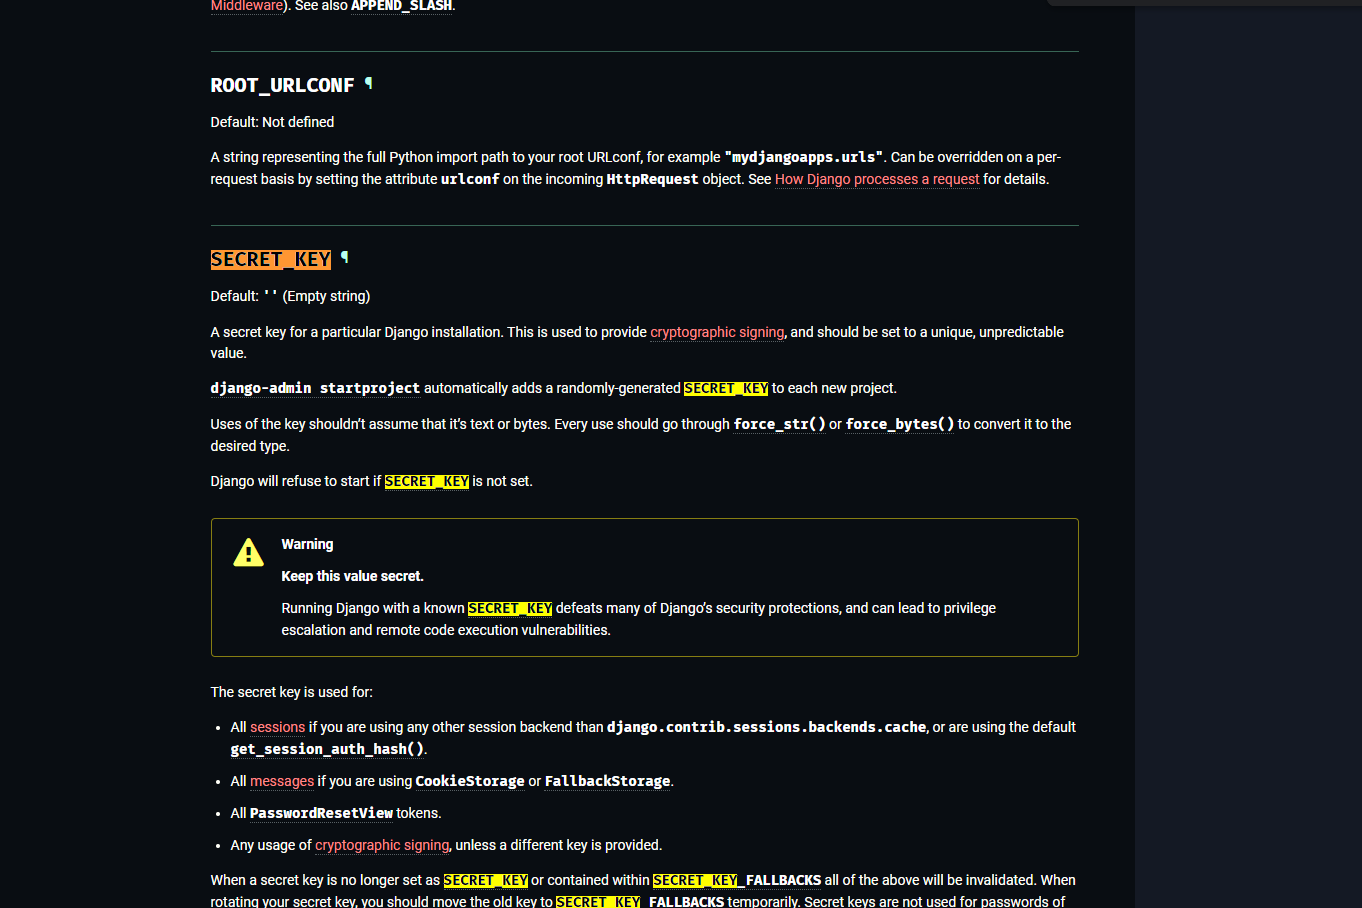 Middleware). See also APPEND_SLASH.
ROOT_URLCONF ¶
Default: Not defined
A string representing the full Python import path to your root URLconf, for example "mydjangoapps.urls". Can be overridden on a per-
request basis by setting the attribute urlconf on the incoming HttpRequest object. See How Django processes a request for details.
SECRET_KEY ¶
Default: '' (Empty string)
A secret key for a particular Django installation. This is used to provide cryptographic signing, and should be set to a unique, unpredictable
value.
django-admin startproject automatically adds a randomly-generated SECRET_KEY to each new project.
Uses of the key shouldn’t assume that it’s text or bytes. Every use should go through force_str() or force_bytes() to convert it to the
desired type.
Django will refuse to start if SECRET_KEY is not set.
Warning
Keep this value secret.
Running Django with a known SECRET_KEY defeats many of Django’s security protections, and can lead to privilege
escalation and remote code execution vulnerabilities.
The secret key is used for:
• All sessions if you are using any other session backend than django.contrib.sessions.backends.cache, or are using the default
get_session_auth_hash().
• All messages if you are using CookieStorage or FallbackStorage.
• All PasswordResetView tokens.
• Any usage of cryptographic signing, unless a different key is provided.
When a secret key is no longer set as SECRET_KEY or contained within SECRET_KEY_FALLBACKS all of the above will be invalidated. When
rotating your secret key, you should move the old key to SECRET_KEY_FALLBACKS temporarily. Secret keys are not used for passwords of